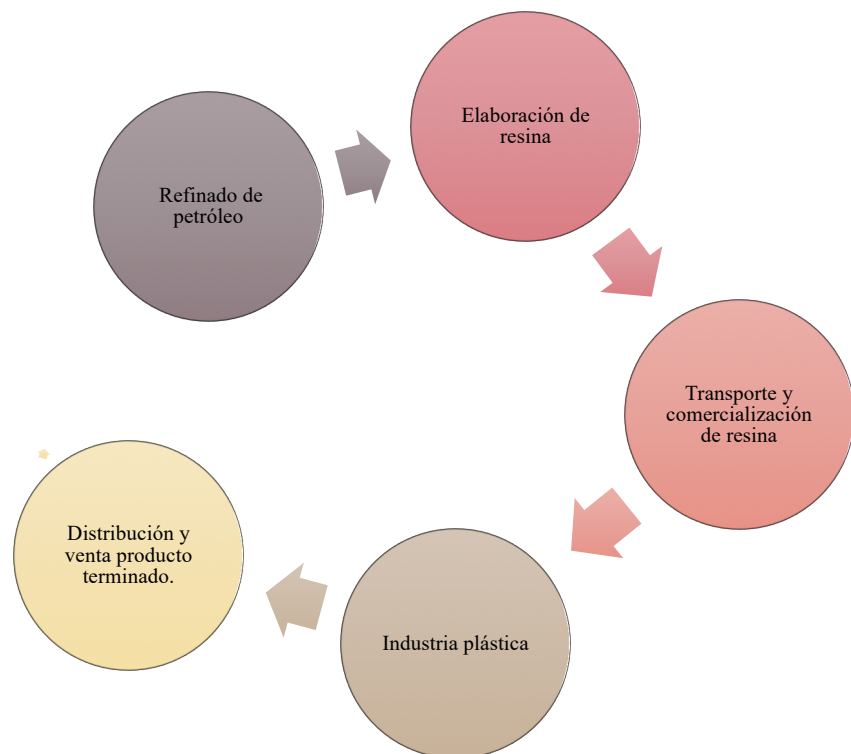 Refinado de
petróleo
Elaboración de
resina
Transporte y
comercialización
de resina
Industria plástica
Distribución y
venta producto
terminado.